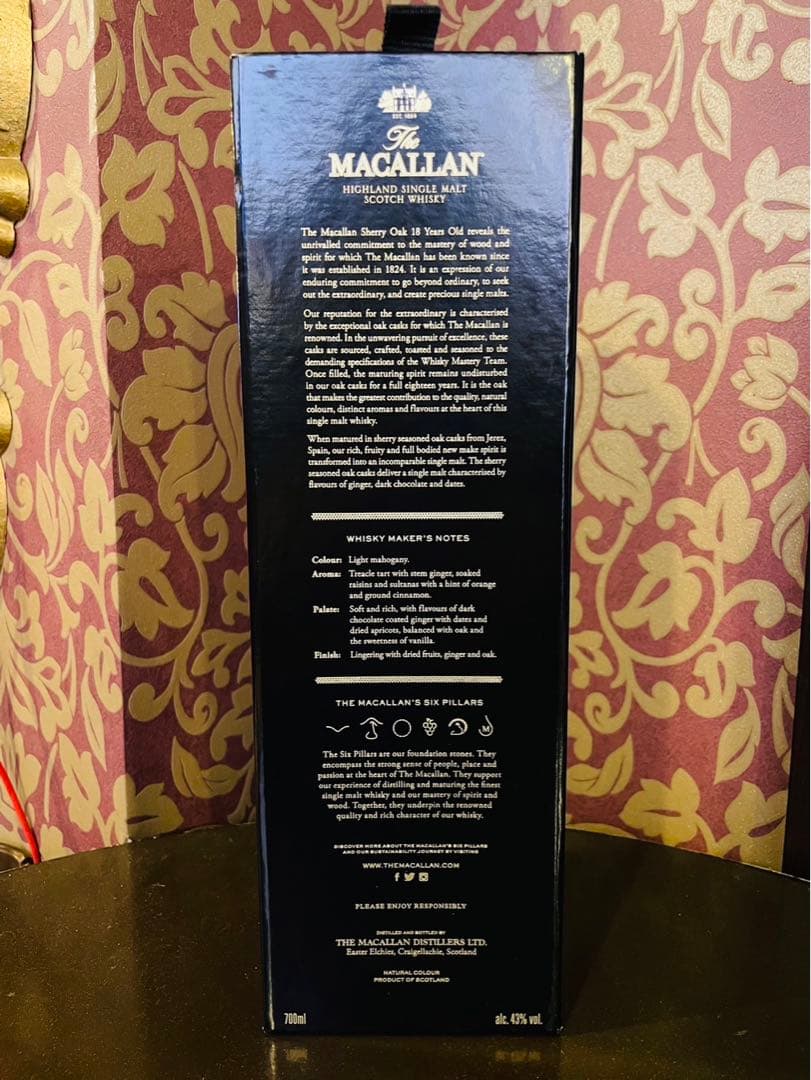 EST. 1824
The
MACALLAN
HIGHLAND SINGLE MALT
SCOTCH WHISKY
The Macallan Sherry Oak 18 Years Old reveals the
unrivalled commitment to the mastery of wood and
spirit for which The Macallan has been known since
it was established in 1824. It is an expression of our
enduring commitment to go beyond ordinary, to seek
out the extraordinary, and create precious single malts.
Our reputation for the extraordinary is characterised
by the exceptional oak casks for which The Macallan is
renowned. In the unwavering pursuit of excellence, these
casks are sourced, crafted, toasted and seasoned to the
demanding specifications of the Whisky Mastery Team.
Once filled, the maturing spirit remains undisturbed
in our oak casks for a full eighteen years. It is the oak
that makes the greatest contribution to the quality, natural
colours, distinct aromas and flavours at the heart of this
single malt whisky.
When matured in sherry seasoned oak casks from Jerez,
Spain, our rich, fruity and full bodied new make spirit is
transformed into an incomparable single malt. The sherry
seasoned oak casks deliver a single malt characterised by
flavours of ginger, dark chocolate and dates.
WHISKY MAKER'S NOTES
Colour: Light mahogany.
Aroma: Treacle tart with stem ginger, soaked
raisins and sultanas with a hint of orange
and ground cinnamon.
Palate: Soft and rich, with flavours of dark
chocolate coated ginger with dates and
dried apricots, balanced with oak and
the sweetness of vanilla.
Finish: Lingering with dried fruits, ginger and oak.
THE MACALLAN'S SIX PILLARS
M
The Six Pillars are our foundation stones. They
encompass the strong sense of people, place and
passion at the heart of The Macallan. They support
our experience of distilling and maturing the finest
single malt whisky and our mastery of spirit and
wood. Together, they underpin the renowned
quality and rich character of our whisky.
DISCOVER MORE ABOUT THE MACALLAN'S SIX PILLARS
AND OUR SUSTAINABILITY JOURNEY BY VISITING
WWW.THEMACALLAN.COM
PLEASE ENJOY RESPONSIBLY
DISTILLED AND BOTTLED BY
THE MACALLAN DISTILLERS LTD.
Easter Elchies, Craigellachie, Scotland
NATURAL COLOUR
PRODUCT OF SCOTLAND
700ml alc. 43% vol.